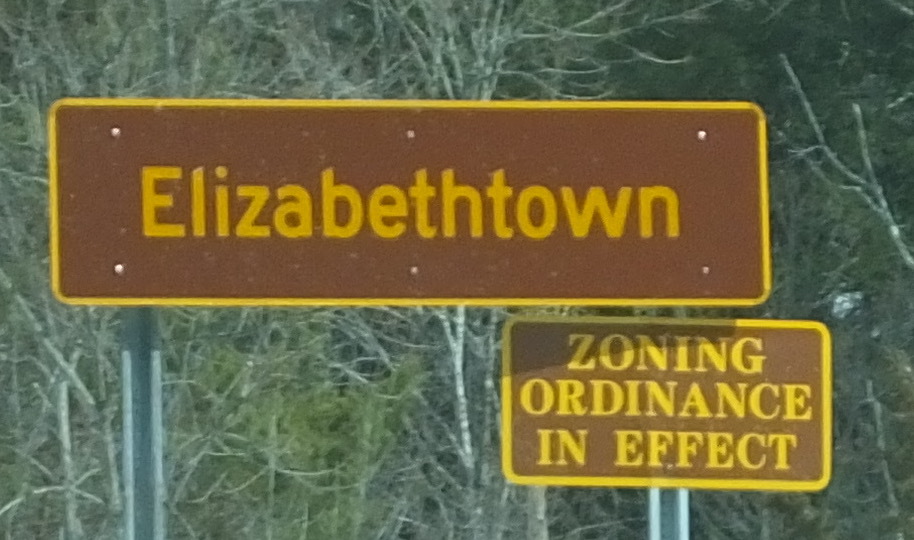 Elizabethtown
ZONING
ORDINANCE
IN EFFECT